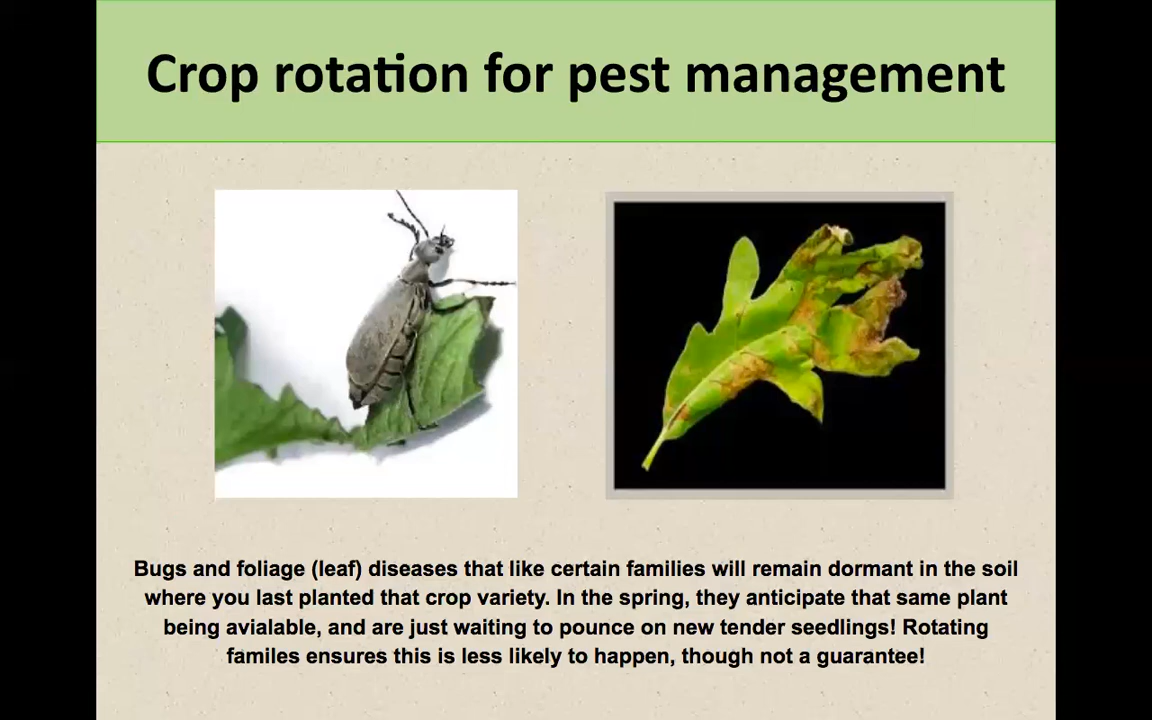 Crop rotation for pest management
Bugs and foliage (leaf) diseases that like certain families will remain dormant in the soil
where you last planted that crop variety. In the spring, they anticipate that same plant
being avialable, and are just waiting to pounce on new tender seedlings! Rotating
familes ensures this is less likely to happen, though not a guarantee!